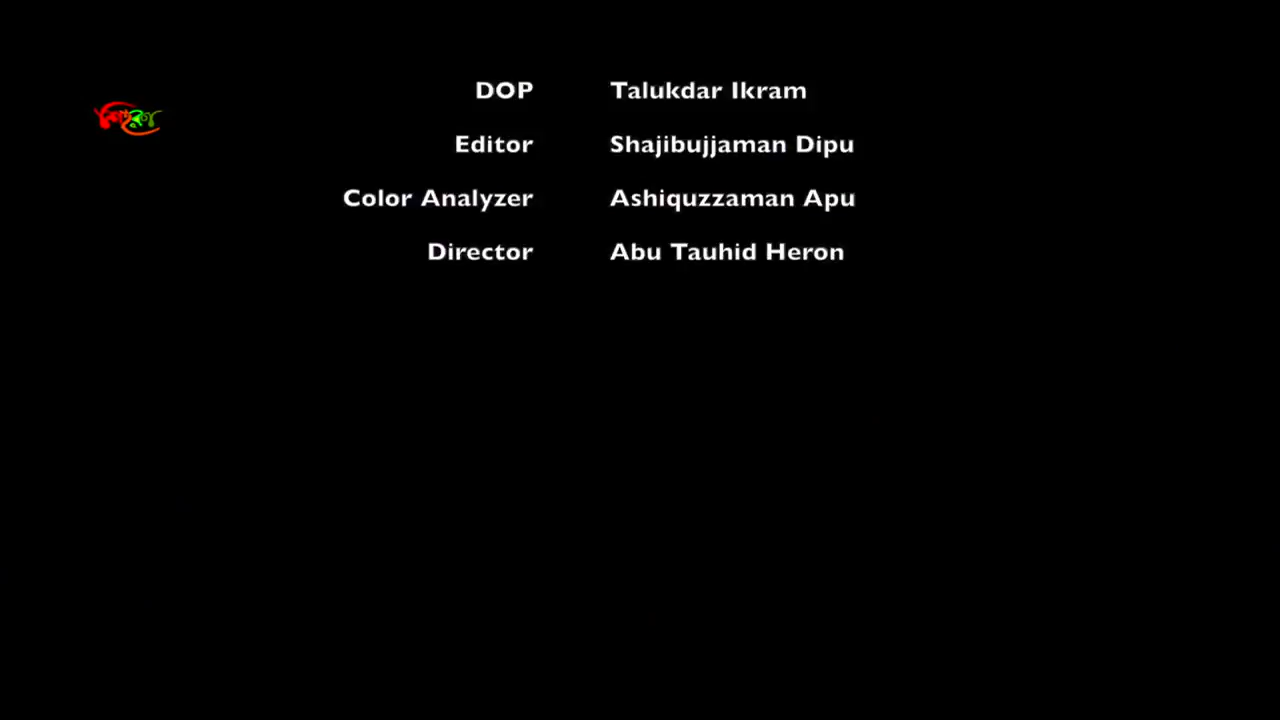 DOP Talukdar Ikram
Editor Shajibujjaman Dipu
Color Analyzer Ashiquzzaman Apu
Director Abu Tauhid Heron